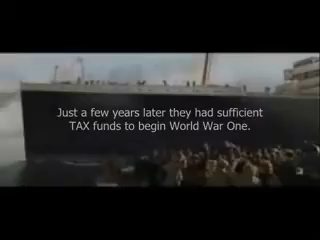 Just a few years later they had sufficient
TAX funds to begin World War One.